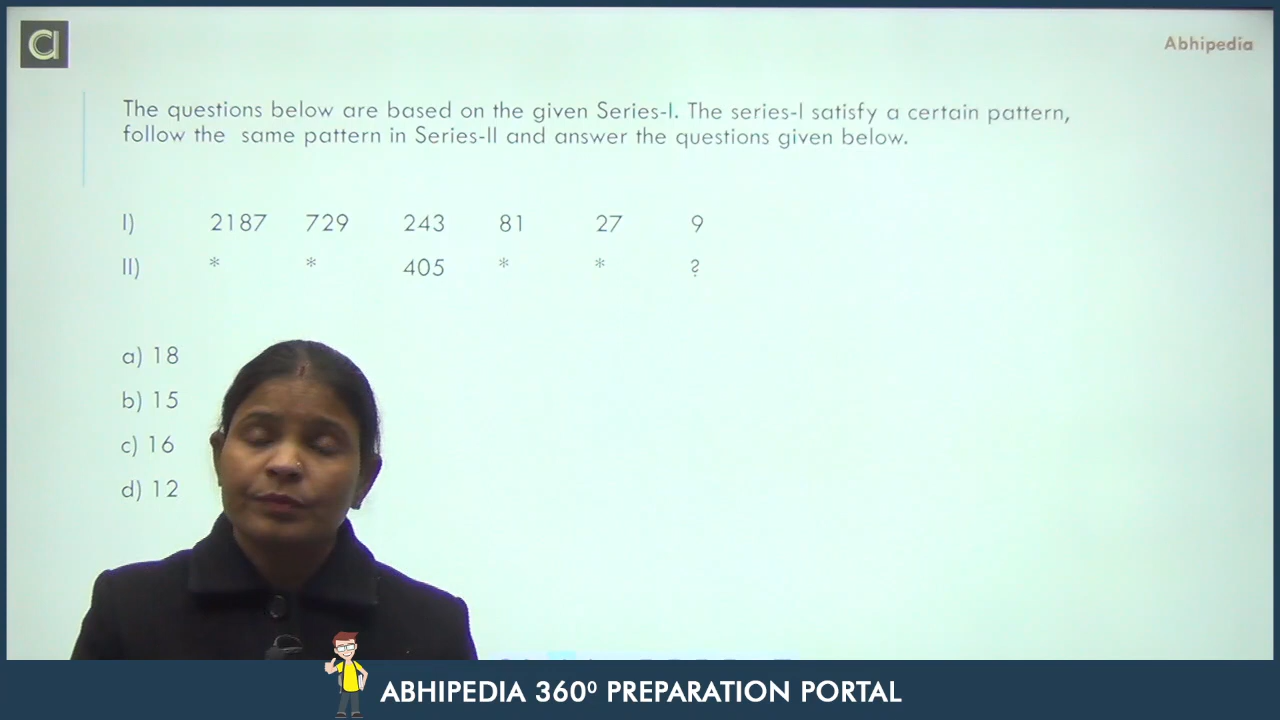 Abhipedia
The questions below are based on the given Series-I. The series-I satisfy a certain pattern,
follow the same pattern in Series-II and answer the questions given below.
I) 2187 729 243 81 27 9
II) * * 405 * * ?
a) 18
b) 15
c) 16
d) 12
ABHIPEDIA 360⁰ PREPARATION PORTAL